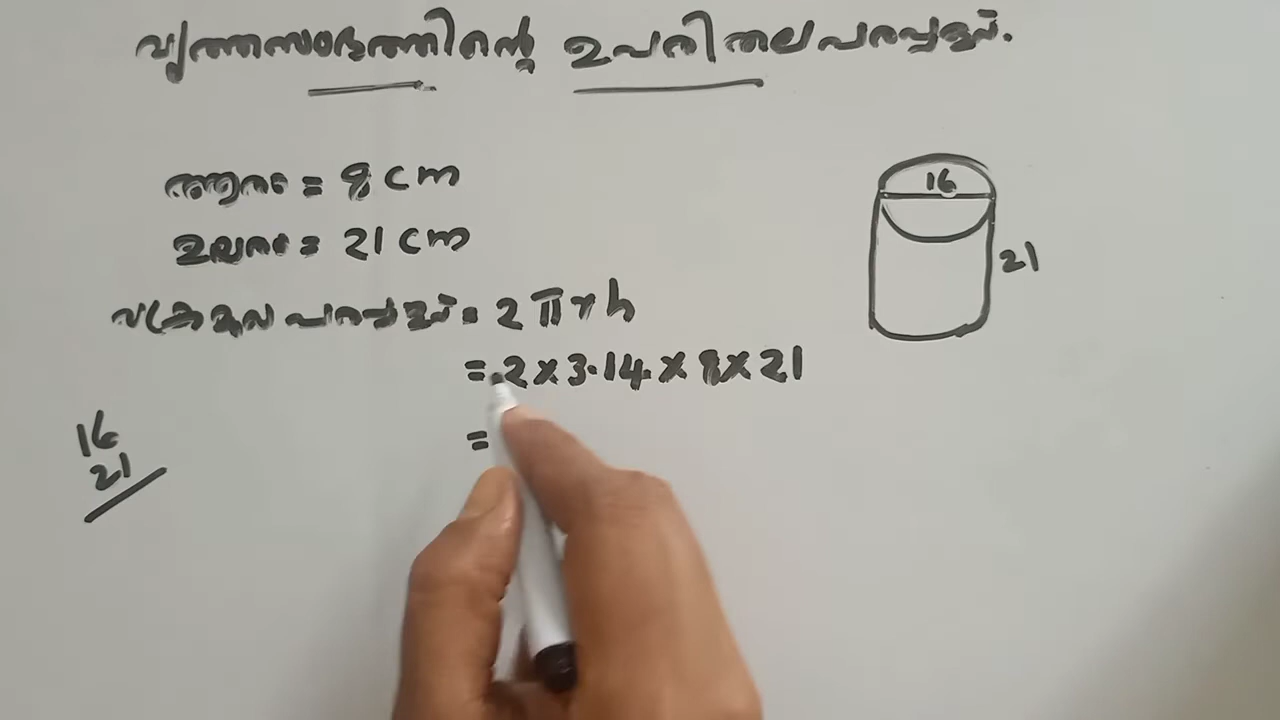 വൃത്തസ്തംഭത്തിന്റെ ഉപരിതലപരപ്പളവ്.
ആരം = 8 cm
ഉയരം = 21 cm
വക്രമുഖ പരപ്പളവ് = 2πrh
= 2 × 3.14 × 8 × 21
=
16
21
16
21